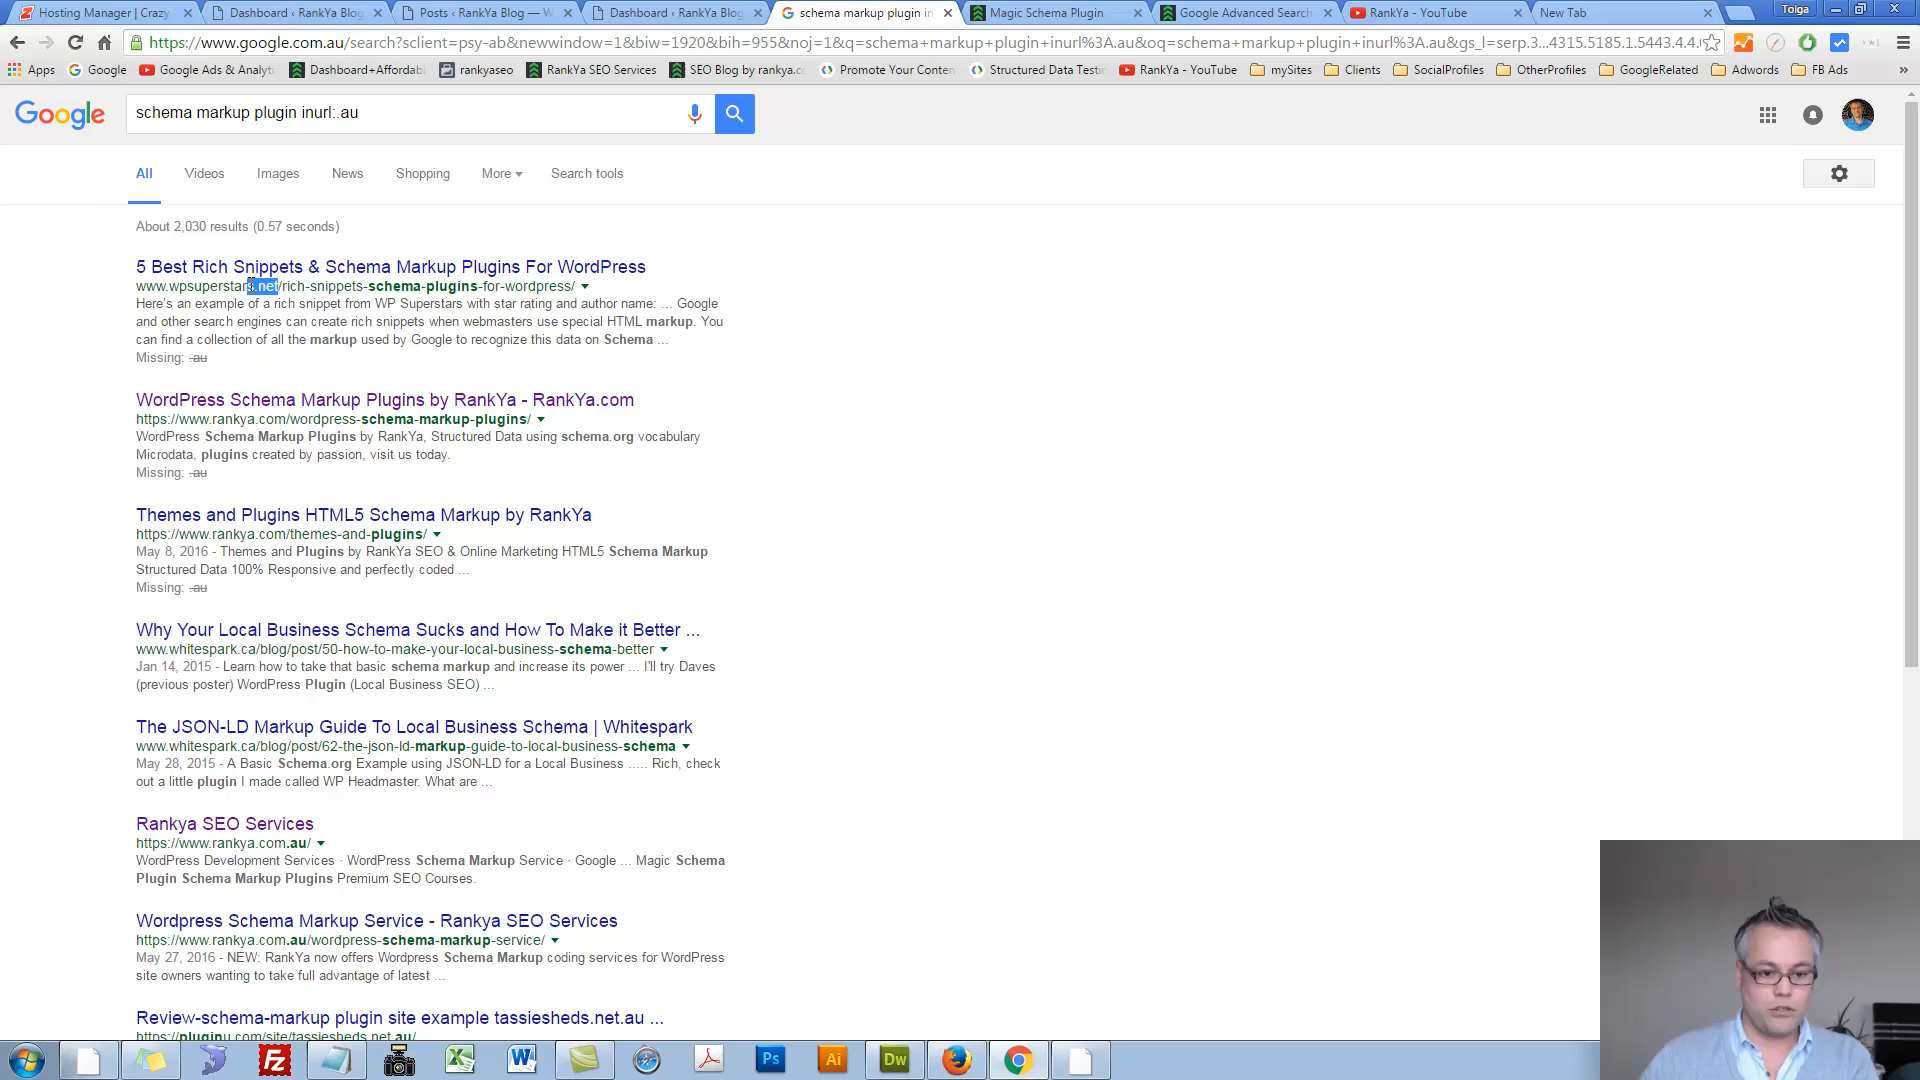 Hosting Manager | Crazy
Dashboard ‹ RankYa Blog
Posts ‹ RankYa Blog — W
Dashboard ‹ RankYa Blog
schema markup plugin in
Magic Schema Plugin
Google Advanced Search
RankYa - YouTube
New Tab
Tolga
https://www.google.com.au/search?sclient=psy-ab&newwindow=1&biw=1920&bih=955&noj=1&q=schema+markup+plugin+inurl%3A.au&oq=schema+markup+plugin+inurl%3A.au&gs_l=serp.3...4315.5185.1.5443.4.4.
Apps
Google
Google Ads & Analyt
Dashboard+Affordab
rankyaseo
RankYa SEO Services
SEO Blog by rankya.c
Promote Your Conten
Structured Data Testi
RankYa - YouTube
mySites
Clients
SocialProfiles
OtherProfiles
GoogleRelated
Adwords
FB Ads
Google
schema markup plugin inurl:.au
All Videos Images News Shopping More Search tools
About 2,030 results (0.57 seconds)
5 Best Rich Snippets & Schema Markup Plugins For WordPress
www.wpsuperstars.net/rich-snippets-schema-plugins-for-wordpress/
Here's an example of a rich snippet from WP Superstars with star rating and author name: ... Google
and other search engines can create rich snippets when webmasters use special HTML markup. You
can find a collection of all the markup used by Google to recognize this data on Schema ...
Missing: .au
WordPress Schema Markup Plugins by RankYa - RankYa.com
https://www.rankya.com/wordpress-schema-markup-plugins/
WordPress Schema Markup Plugins by RankYa, Structured Data using schema.org vocabulary
Microdata, plugins created by passion, visit us today.
Missing: .au
Themes and Plugins HTML5 Schema Markup by RankYa
https://www.rankya.com/themes-and-plugins/
May 8, 2016 - Themes and Plugins by RankYa SEO & Online Marketing HTML5 Schema Markup
Structured Data 100% Responsive and perfectly coded ...
Missing: .au
Why Your Local Business Schema Sucks and How To Make it Better ...
www.whitespark.ca/blog/post/50-how-to-make-your-local-business-schema-better
Jan 14, 2015 - Learn how to take that basic schema markup and increase its power ... I'll try Daves
(previous poster) WordPress Plugin (Local Business SEO) ...
The JSON-LD Markup Guide To Local Business Schema | Whitespark
www.whitespark.ca/blog/post/62-the-json-ld-markup-guide-to-local-business-schema
May 28, 2015 - A Basic Schema.org Example using JSON-LD for a Local Business ..... Rich, check
out a little plugin I made called WP Headmaster. What are ...
Rankya SEO Services
https://www.rankya.com.au/
WordPress Development Services · WordPress Schema Markup Service · Google ... Magic Schema
Plugin Schema Markup Plugins Premium SEO Courses.
Wordpress Schema Markup Service - Rankya SEO Services
https://www.rankya.com.au/wordpress-schema-markup-service/
May 27, 2016 - NEW: RankYa now offers Wordpress Schema Markup coding services for WordPress
site owners wanting to take full advantage of latest ...
Review-schema-markup plugin site example tassiesheds.net.au ...
https://pluginu.com/site/tassiesheds.net.au/
Fz
Ps
Ai
Dw